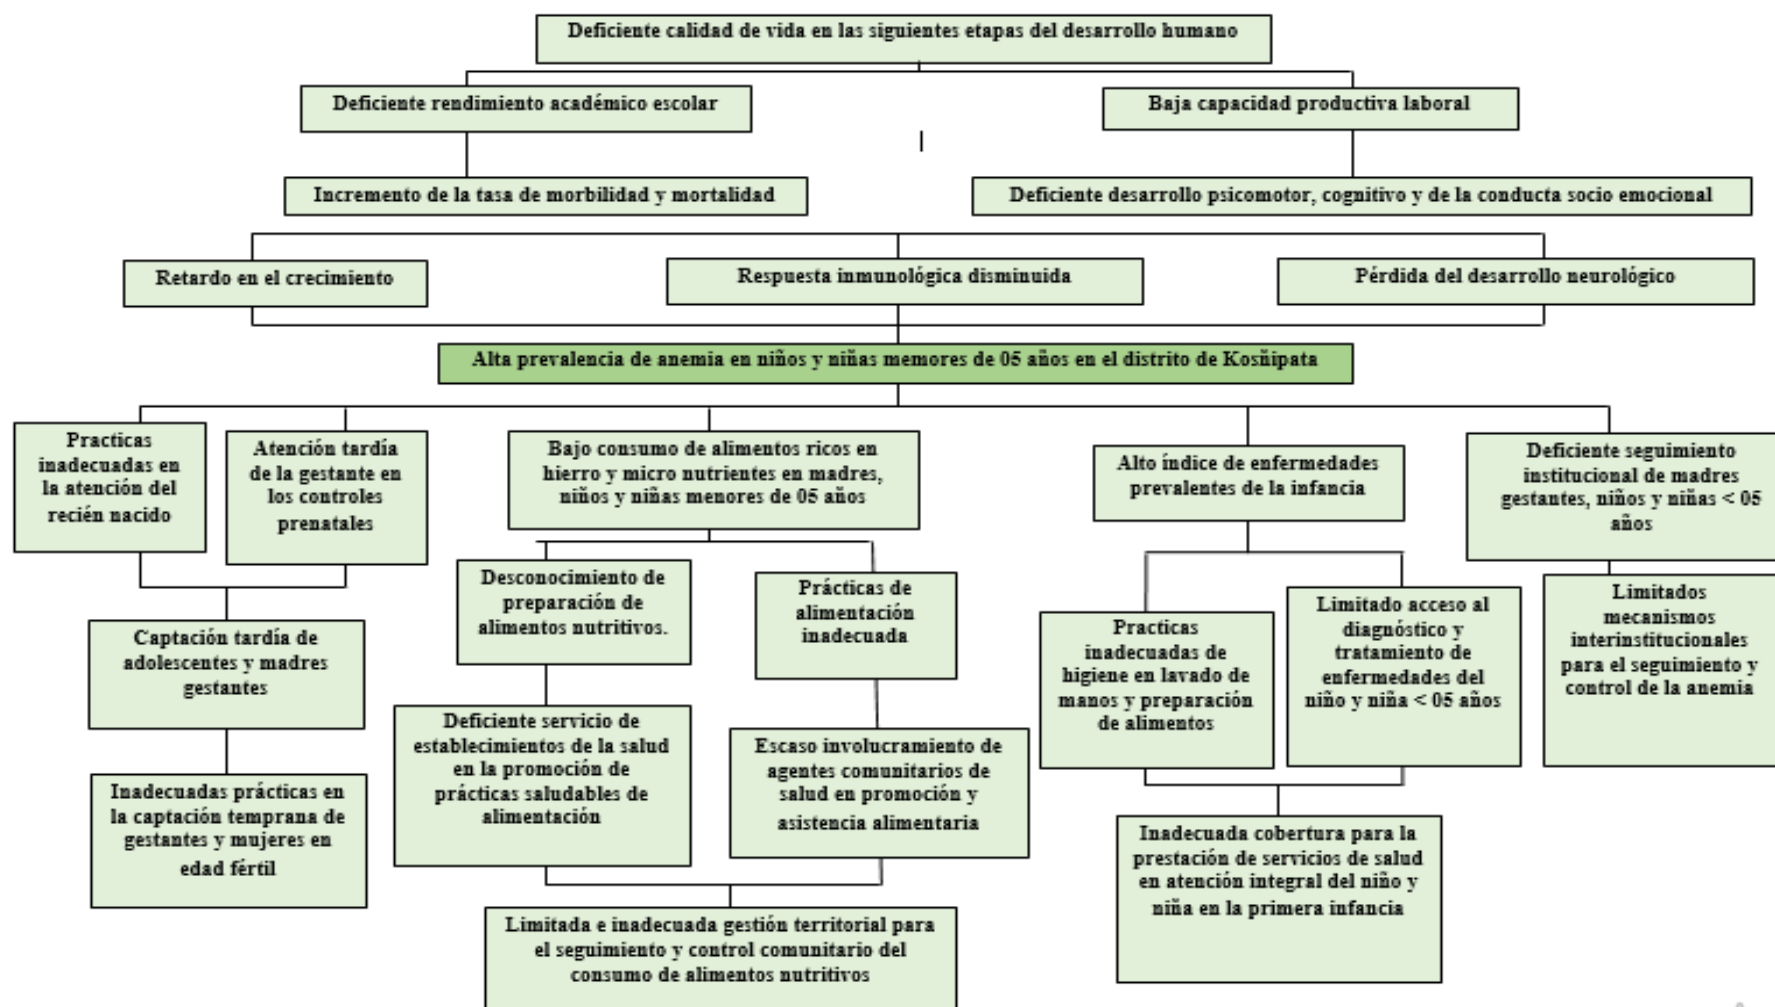 Deficiente calidad de vida en las siguientes etapas del desarrollo humano
Deficiente rendimiento académico escolar
Baja capacidad productiva laboral
Incremento de la tasa de morbilidad y mortalidad
Deficiente desarrollo psicomotor, cognitivo y de la conducta socio emocional
Retardo en el crecimiento
Respuesta inmunológica disminuida
Pérdida del desarrollo neurológico
Alta prevalencia de anemia en niños y niñas memores de 05 años en el distrito de Kosñipata
Practicas
inadecuadas en
la atención del
recién nacido
Atención tardía
de la gestante en
los controles
prenatales
Bajo consumo de alimentos ricos en
hierro y micro nutrientes en madres,
niños y niñas menores de 05 años
Alto índice de enfermedades
prevalentes de la infancia
Deficiente seguimiento
institucional de madres
gestantes, niños y niñas < 05
años
Captación tardía de
adolescentes y madres
gestantes
Desconocimiento de
preparación de
alimentos nutritivos.
Prácticas de
alimentación
inadecuada
Practicas
inadecuadas de
higiene en lavado de
manos y preparación
de alimentos
Limitado acceso al
diagnóstico y
tratamiento de
enfermedades del
niño y niña < 05 años
Limitados
mecanismos
interinstitucionales
para el seguimiento y
control de la anemia
Inadecuadas prácticas en
la captación temprana de
gestantes y mujeres en
edad fértil
Deficiente servicio de
establecimientos de la salud
en la promoción de
prácticas saludables de
alimentación
Escaso involucramiento de
agentes comunitarios de
salud en promoción y
asistencia alimentaria
Inadecuada cobertura para la
prestación de servicios de salud
en atención integral del niño y
niña en la primera infancia
Limitada e inadecuada gestión territorial para
el seguimiento y control comunitario del
consumo de alimentos nutritivos